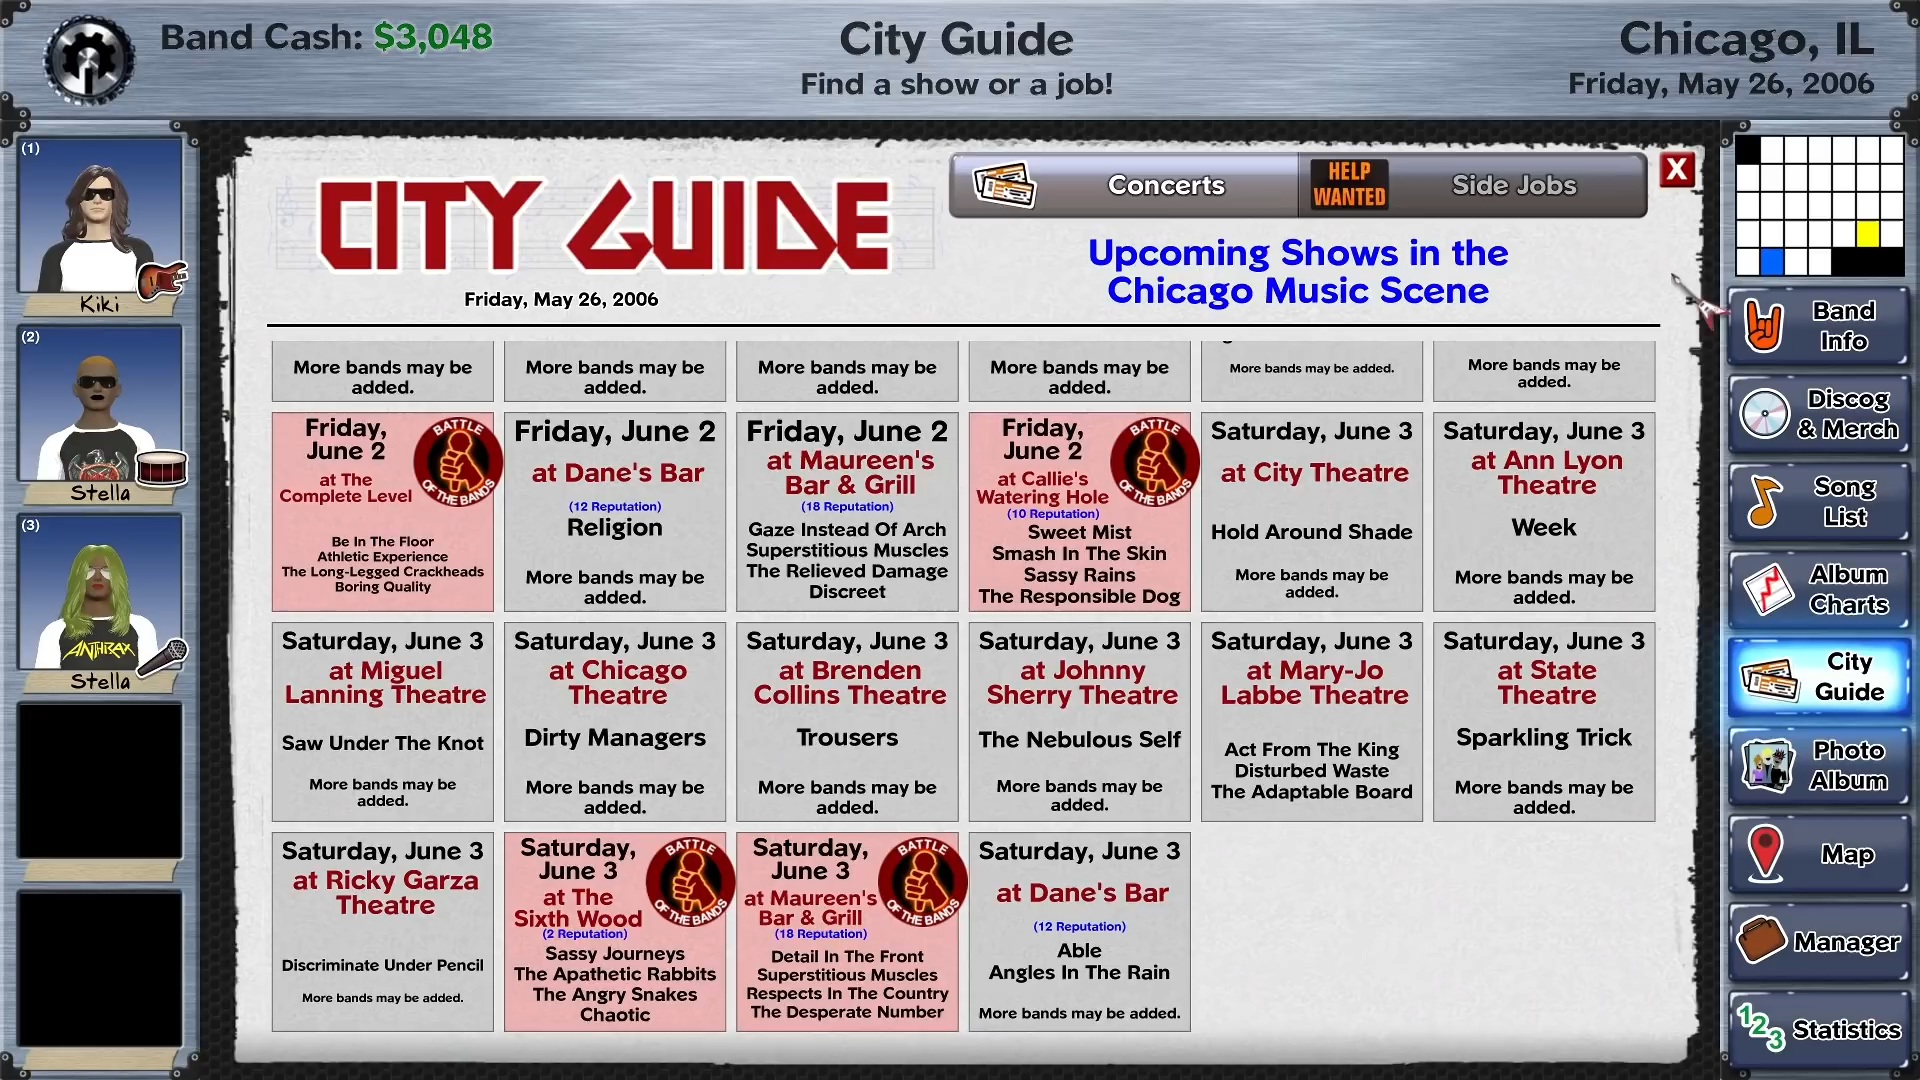 Band Cash: $3,048
City Guide
Find a show or a job!
Chicago, IL
Friday, May 26, 2006
(1)
Kiki
(2)
Stella
(3)
ANTHRAX
Stella
CITY GUIDE
Friday, May 26, 2006
Concerts
HELP
WANTED
Side Jobs
X
Upcoming Shows in the
Chicago Music Scene
More bands may be
added.
More bands may be
added.
More bands may be
added.
More bands may be
added.
More bands may be added.
More bands may be
added.
Friday,
June 2
BATTLE
OF THE BANDS
at The
Complete Level
Be In The Floor
Athletic Experience
The Long-Legged Crackheads
Boring Quality
Friday, June 2
at Dane's Bar
(12 Reputation)
Religion
More bands may be
added.
Friday, June 2
at Maureen's
Bar & Grill
(18 Reputation)
Gaze Instead Of Arch
Superstitious Muscles
The Relieved Damage
Discreet
Friday,
June 2
BATTLE
OF THE BANDS
at Callie's
Watering Hole
(10 Reputation)
Sweet Mist
Smash In The Skin
Sassy Rains
The Responsible Dog
Saturday, June 3
at City Theatre
Hold Around Shade
More bands may be
added.
Saturday, June 3
at Ann Lyon
Theatre
Week
More bands may be
added.
Saturday, June 3
at Miguel
Lanning Theatre
Saw Under The Knot
More bands may be
added.
Saturday, June 3
at Chicago
Theatre
Dirty Managers
More bands may be
added.
Saturday, June 3
at Brenden
Collins Theatre
Trousers
More bands may be
added.
Saturday, June 3
at Johnny
Sherry Theatre
The Nebulous Self
More bands may be
added.
Saturday, June 3
at Mary-Jo
Labbe Theatre
Act From The King
Disturbed Waste
The Adaptable Board
Saturday, June 3
at State
Theatre
Sparkling Trick
More bands may be
added.
Saturday, June 3
at Ricky Garza
Theatre
Discriminate Under Pencil
More bands may be added.
Saturday,
June 3
BATTLE
OF THE BANDS
at The
Sixth Wood
(2 Reputation)
Sassy Journeys
The Apathetic Rabbits
The Angry Snakes
Chaotic
Saturday,
June 3
BATTLE
OF THE BANDS
at Maureen's
Bar & Grill
(18 Reputation)
Detail In The Front
Superstitious Muscles
Respects In The Country
The Desperate Number
Saturday, June 3
at Dane's Bar
(12 Reputation)
Able
Angles In The Rain
More bands may be added.
Band
Info
Discog
& Merch
Song
List
Album
Charts
City
Guide
Photo
Album
Map
Manager
123
Statistics